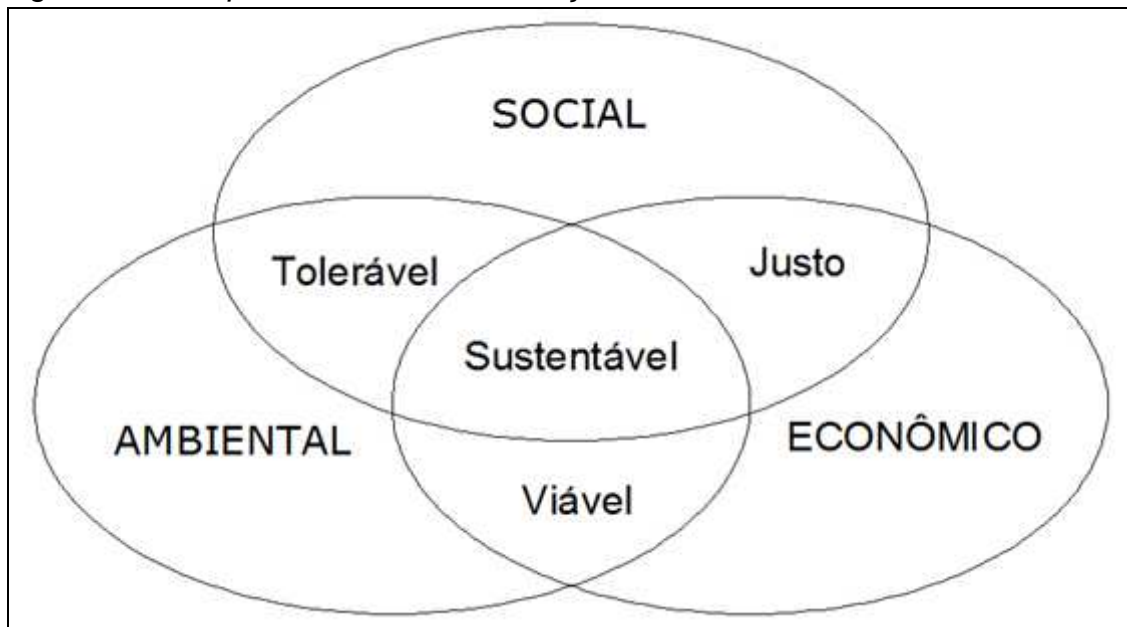 SOCIAL
Tolerável
Justo
Sustentável
AMBIENTAL
ECONÔMICO
Viável